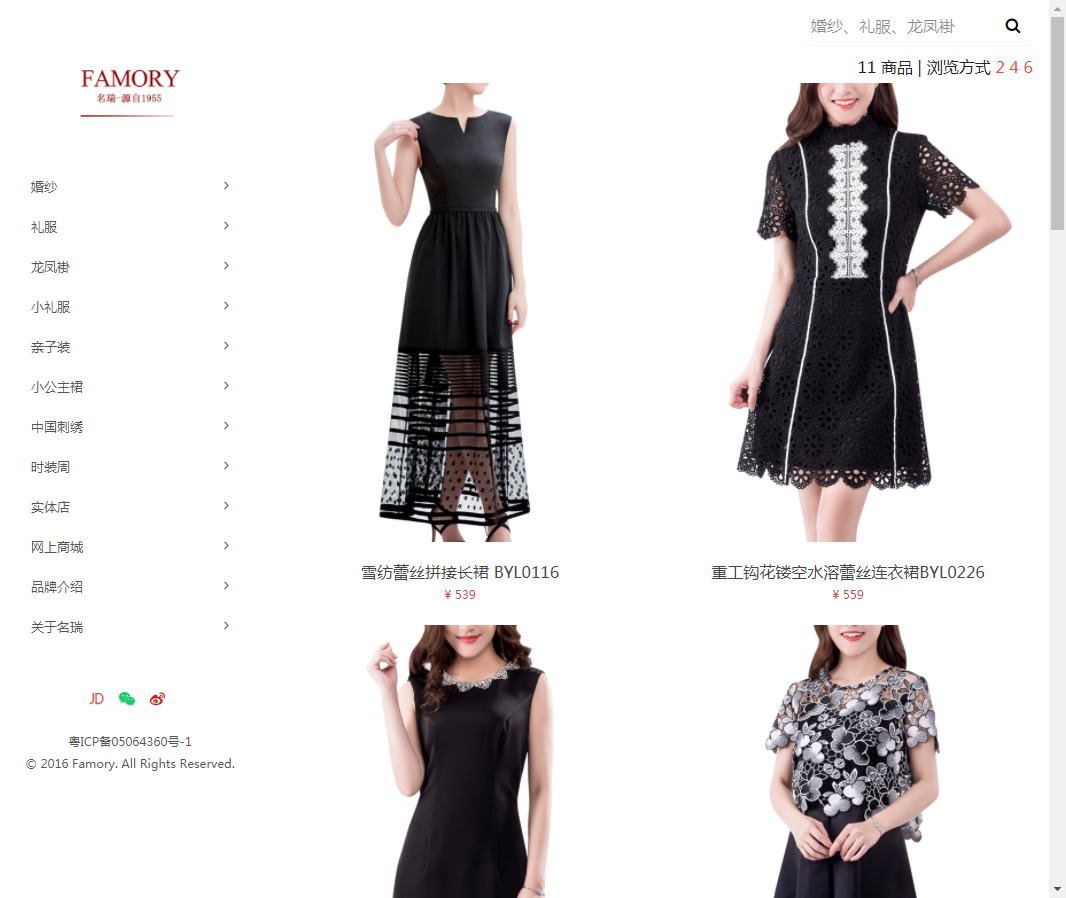 婚纱、礼服、龙凤褂
11 商品 | 浏览方式 2 4 6
FAMORY
名瑞-源自1955
婚纱
礼服
龙凤褂
小礼服
亲子装
小公主裙
中国刺绣
时装周
实体店
网上商城
品牌介绍
关于名瑞
JD
粤ICP备05064360号-1
© 2016 Famory. All Rights Reserved.
雪纺蕾丝拼接长裙 BYL0116
¥ 539
重工钩花镂空水溶蕾丝连衣裙BYL0226
¥ 559